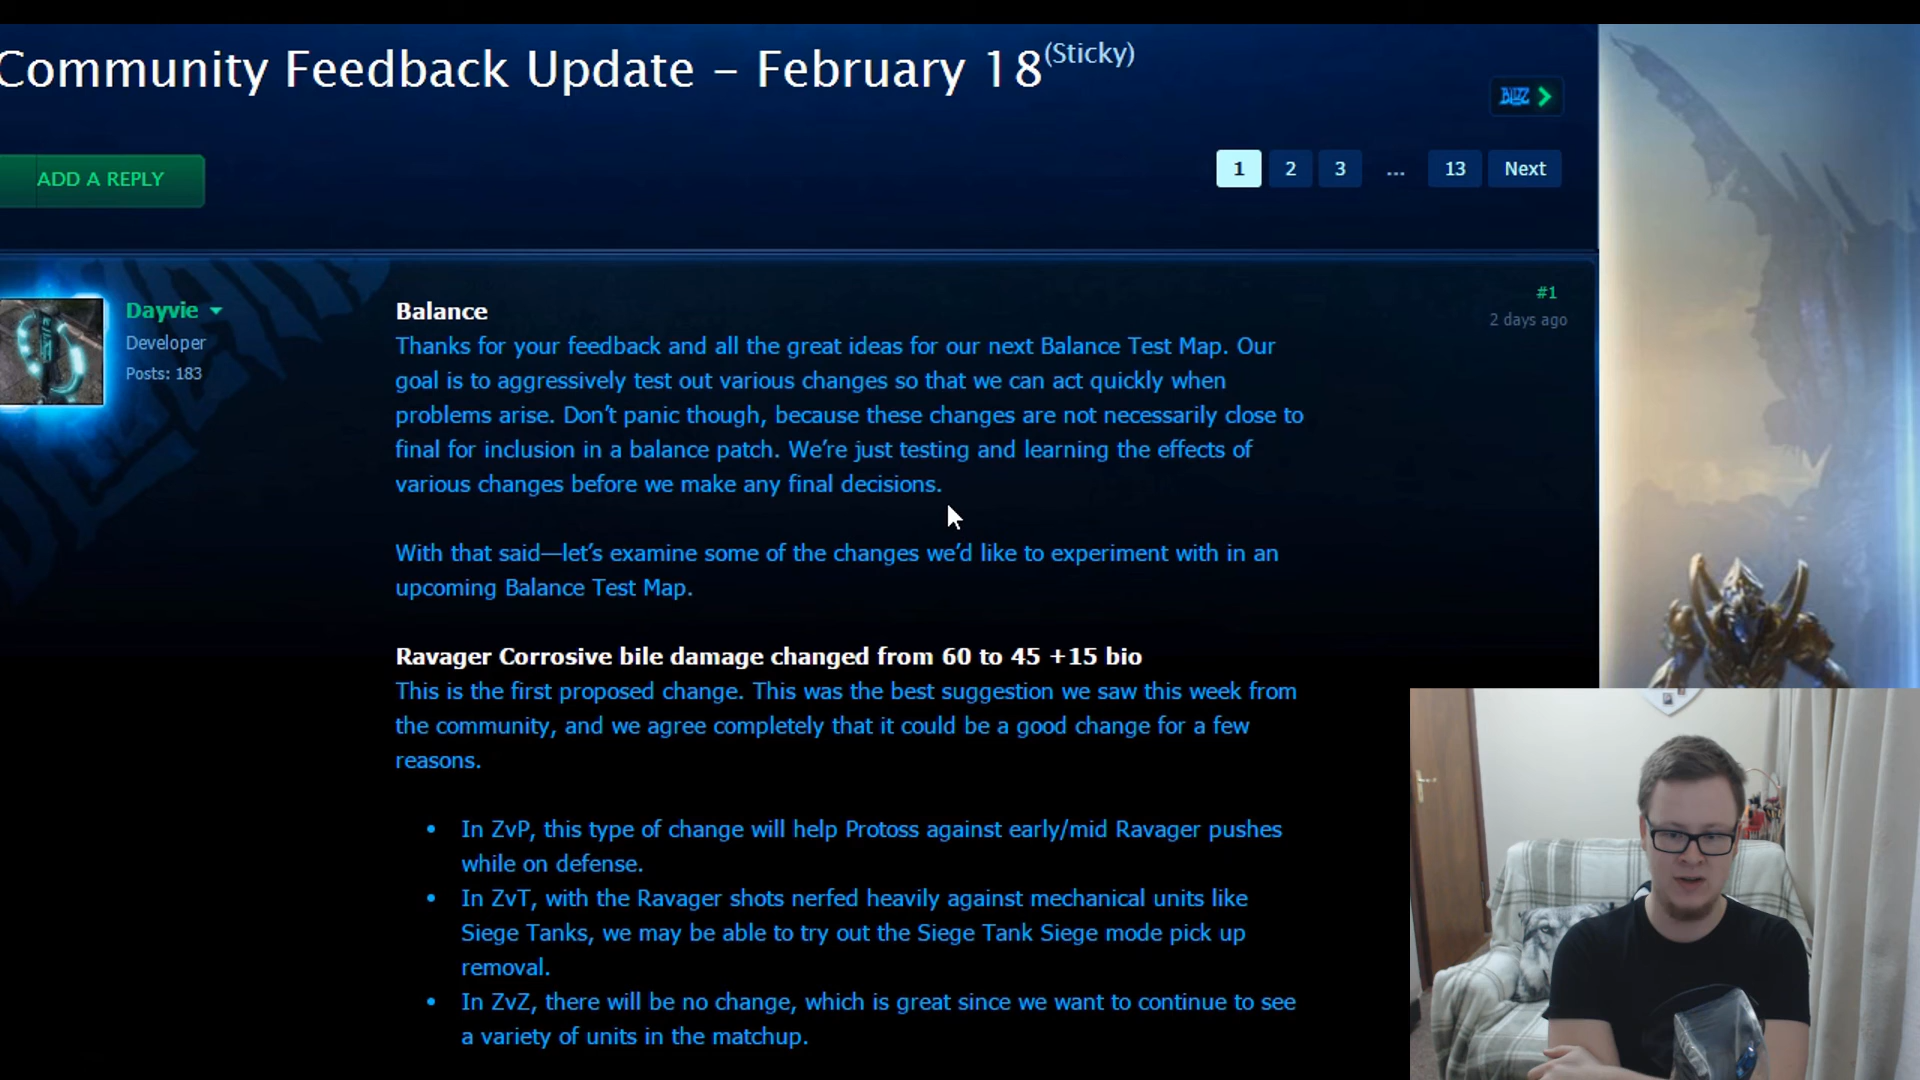 Community Feedback Update – February 18(Sticky)
BLIZZ
ADD A REPLY
1 2 3 ... 13 Next
#1
2 days ago
Dayvie
Developer
Posts: 183
Balance
Thanks for your feedback and all the great ideas for our next Balance Test Map. Our
goal is to aggressively test out various changes so that we can act quickly when
problems arise. Don’t panic though, because these changes are not necessarily close to
final for inclusion in a balance patch. We’re just testing and learning the effects of
various changes before we make any final decisions.
With that said—let’s examine some of the changes we’d like to experiment with in an
upcoming Balance Test Map.
Ravager Corrosive bile damage changed from 60 to 45 +15 bio
This is the first proposed change. This was the best suggestion we saw this week from
the community, and we agree completely that it could be a good change for a few
reasons.
• In ZvP, this type of change will help Protoss against early/mid Ravager pushes
while on defense.
• In ZvT, with the Ravager shots nerfed heavily against mechanical units like
Siege Tanks, we may be able to try out the Siege Tank Siege mode pick up
removal.
• In ZvZ, there will be no change, which is great since we want to continue to see
a variety of units in the matchup.